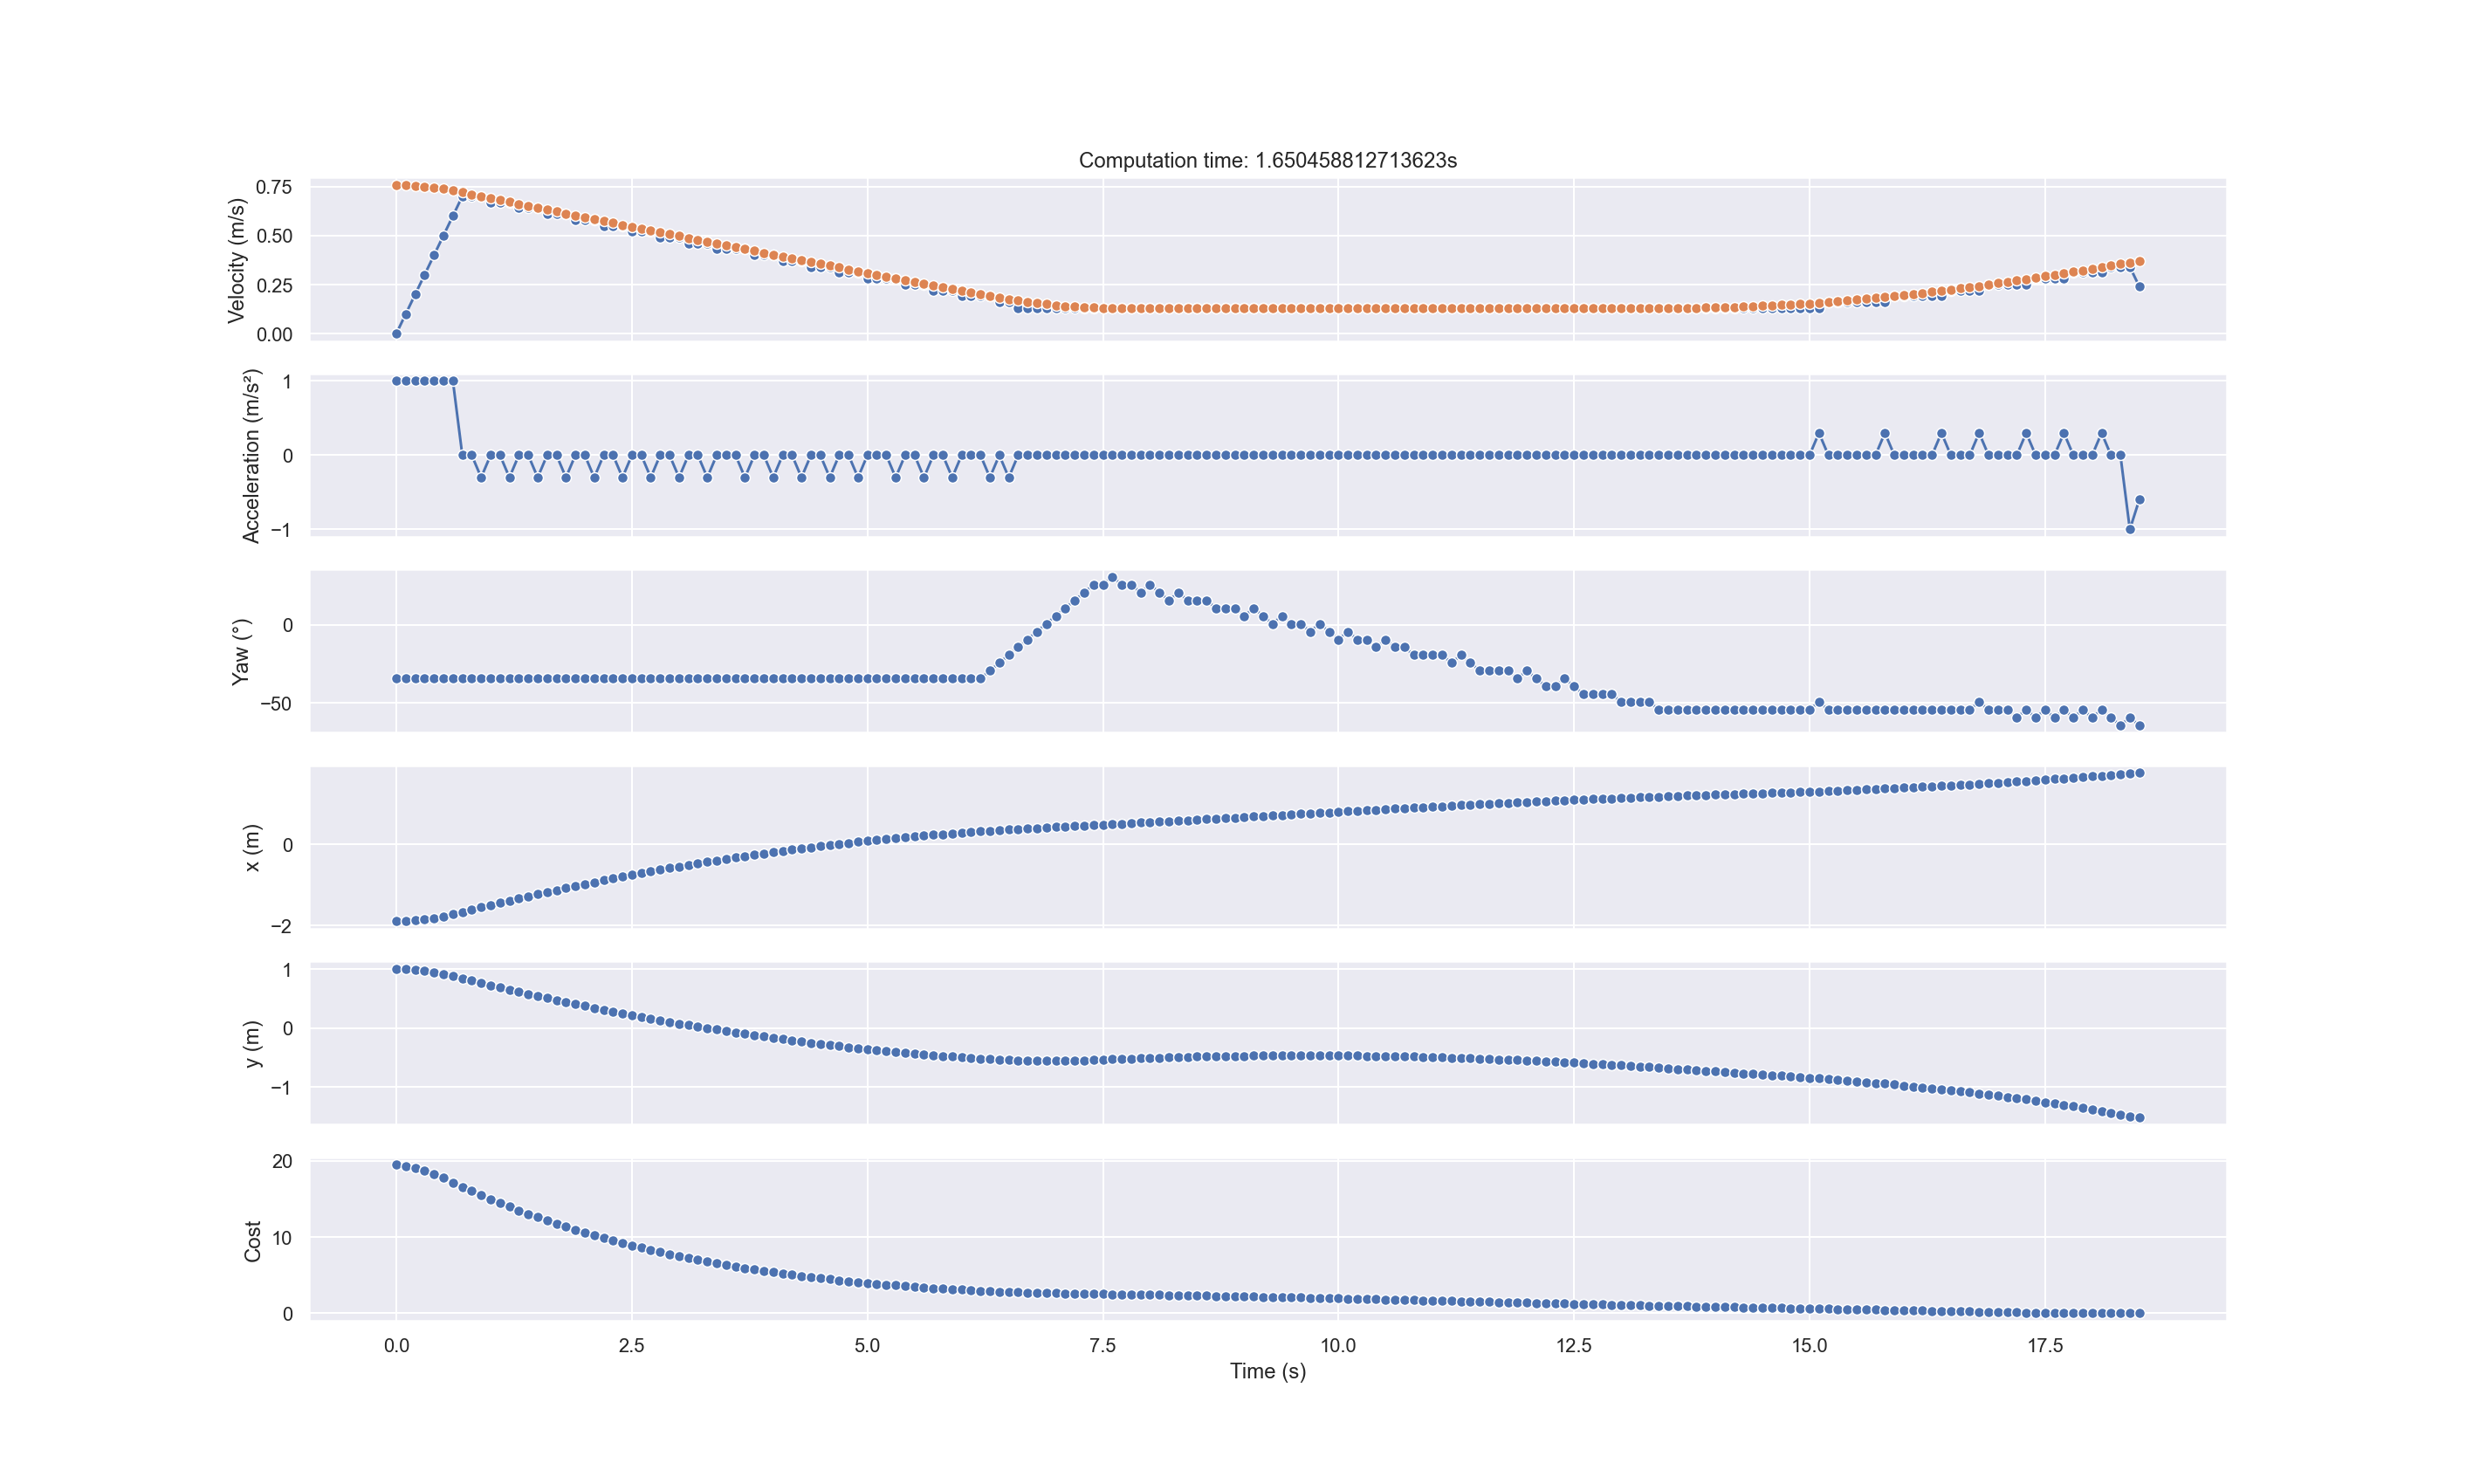 Computation time: 1.650458812713623s
Velocity (m/s)
0.75
0.50
0.25
0.00
Acceleration (m/s²)
1
0
−1
Yaw (°)
0
−50
x (m)
0
−2
y (m)
1
0
−1
Cost
20
10
0
0.0 2.5 5.0 7.5 10.0 12.5 15.0 17.5
Time (s)